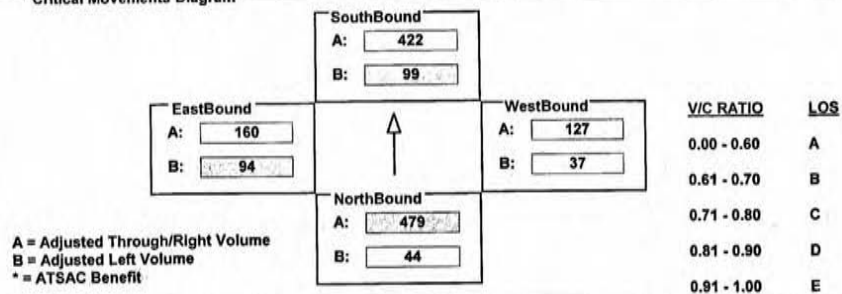 Critical Movements Diagram
SouthBound
A: 422
B: 99
EastBound
A: 160
B: 94
WestBound
A: 127
B: 37
NorthBound
A: 479
B: 44
A = Adjusted Through/Right Volume
B = Adjusted Left Volume
* = ATSAC Benefit
V/C RATIO LOS
0.00 - 0.60 A
0.61 - 0.70 B
0.71 - 0.80 C
0.81 - 0.90 D
0.91 - 1.00 E